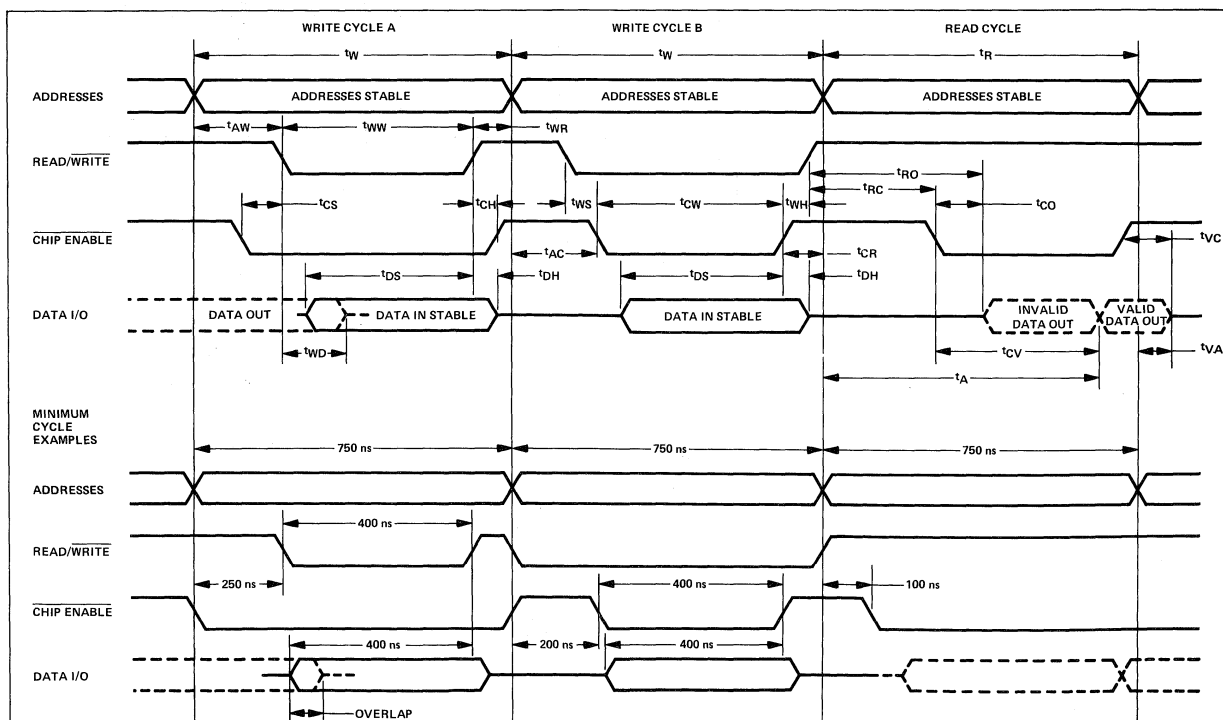 WRITE CYCLE A WRITE CYCLE B READ CYCLE
tW tW tR
ADDRESSES ADDRESSES STABLE ADDRESSES STABLE ADDRESSES STABLE
tAW tWW tWR
READ/WRITE
tRO
tRC
tCS tCH tWS tCW tWH tCO
CHIP ENABLE
tVC
tAC tCR
tDS tDH tDS tDH
DATA I/O DATA OUT DATA IN STABLE DATA IN STABLE INVALID DATA OUT VALID DATA OUT
tWD tCV tVA
tA
MINIMUM
CYCLE
EXAMPLES
750 ns 750 ns 750 ns
ADDRESSES
400 ns
READ/WRITE
250 ns 400 ns 100 ns
CHIP ENABLE
400 ns 200 ns 400 ns
DATA I/O
OVERLAP